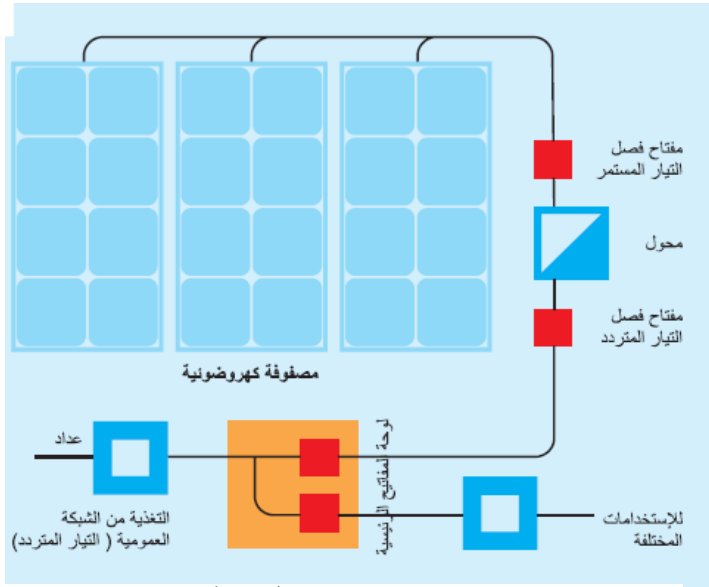 مفتاح فصل
التيار المستمر
محول
مفتاح فصل
التيار المتردد
مصفوفة كهروضوئية
لوحة المفاتيح الرئيسية
عداد
التغذية من الشبكة
العمومية ( التيار المتردد)
للإستخدامات
المختلفة